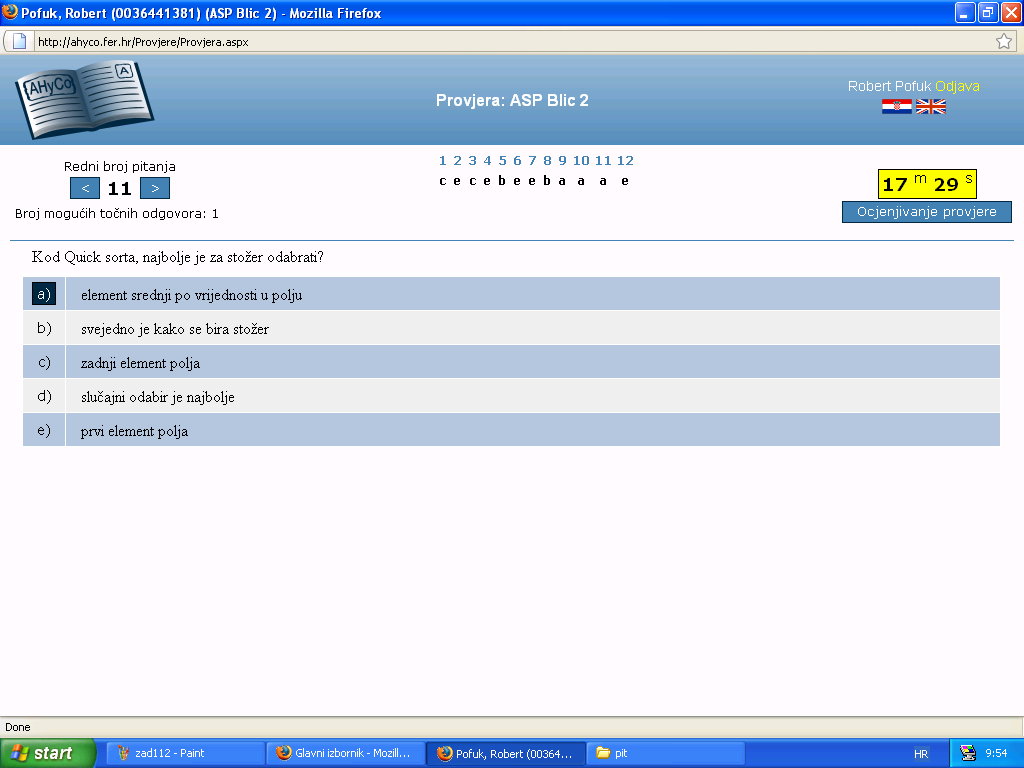 Pofuk, Robert (0036441381) (ASP Blic 2) - Mozilla Firefox
http://ahyco.fer.hr/Provjere/Provjera.aspx
{AHyCo} A
Provjera: ASP Blic 2
Robert Pofuk Odjava
Redni broj pitanja
< 11 >
Broj mogućih točnih odgovora: 1
1 2 3 4 5 6 7 8 9 10 11 12
c e c e b e e b a a a e
17 m 29 s
Ocjenjivanje provjere
Kod Quick sorta, najbolje je za stožer odabrati?
a) element srednji po vrijednosti u polju
b) svejedno je kako se bira stožer
c) zadnji element polja
d) slučajni odabir je najbolje
e) prvi element polja
Done
start zad112 - Paint Glavni izbornik - Mozill... Pofuk, Robert (00364... pit HR 9:54